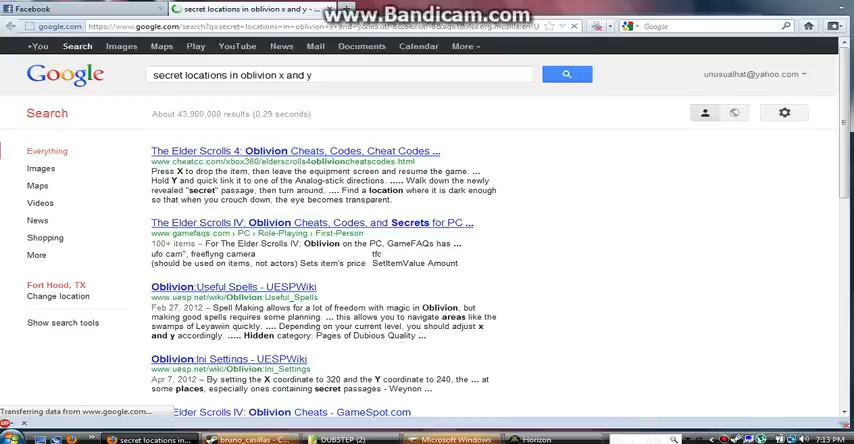 www.Bandicam.com
Facebook
secret locations in oblivion x and y - ...
google.com
https://www.google.com/search?q=secret+locations+in+oblivion+x
Google
+You Search Images Maps Play YouTube News Mail Documents Calendar More
Google
secret locations in oblivion x and y
unusualhat@yahoo.com
Search
About 43,900,000 results (0.29 seconds)
Everything
Images
Maps
Videos
News
Shopping
More
Fort Hood, TX
Change location
Show search tools
The Elder Scrolls 4: Oblivion Cheats, Codes, Cheat Codes ...
www.cheatcc.com/xbox360/elderscrolls4oblivioncheatscodes.html
Press X to drop the item, then leave the equipment screen and resume the game. ...
Hold Y and quick link it to one of the Analog-stick directions. ..... Walk down the newly
revealed "secret" passage, then turn around. .... Find a location where it is dark enough
so that when you crouch down, the eye becomes transparent.
The Elder Scrolls IV: Oblivion Cheats, Codes, and Secrets for PC ...
www.gamefaqs.com › PC › Role-Playing › First-Person
100+ items – For The Elder Scrolls IV: Oblivion on the PC, GameFAQs has ...
ufo cam", freeflyng camera tfc
(should be used on items, not actors) Sets item's price SetItemValue Amount
Oblivion:Useful Spells - UESPWiki
www.uesp.net/wiki/Oblivion:Useful_Spells
Feb 27, 2012 – Spell Making allows for a lot of freedom with magic in Oblivion, but
making good spells requires some planning. ... this allows you to navigate areas like the
swamps of Leyawiin quickly. .... Depending on your current level, you should adjust x
and y accordingly. .... Hidden category: Pages of Dubious Quality ...
Oblivion:Ini Settings - UESPWiki
www.uesp.net/wiki/Oblivion:Ini_Settings
Apr 7, 2012 – By setting the X coordinate to 320 and the Y coordinate to 240, the ... at
some places, especially ones containing secret passages - Weynon ...
Oblivion: The Elder Scrolls IV Oblivion Cheats - GameSpot.com
Transferring data from www.google.com...
secret locations in...
bruno_casillas - C...
DUBSTEP (2)
Microsoft Windows
Horizon
7:13 PM